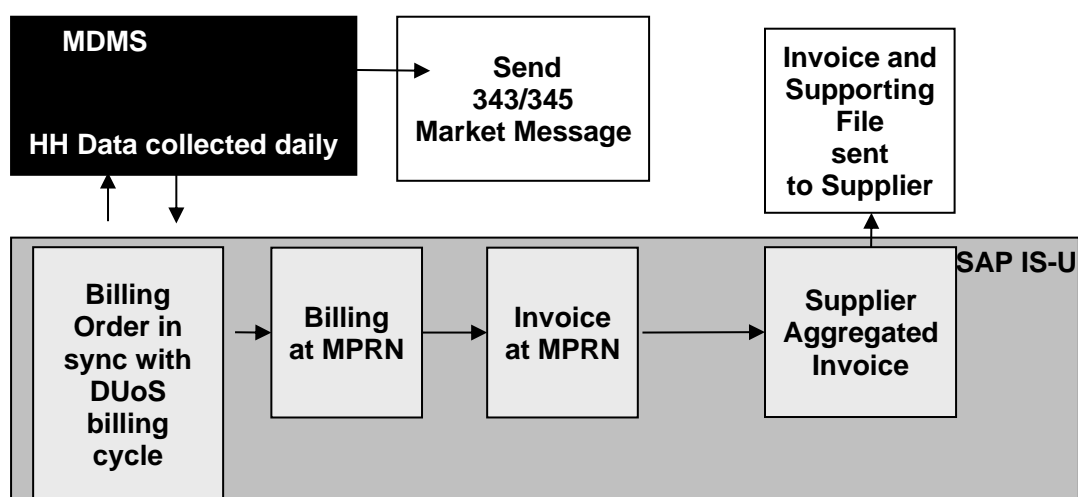 MDMS
HH Data collected daily
Send
343/345
Market Message
Invoice and
Supporting
File
sent
to Supplier
SAP IS-U
Billing
Order in
sync with
DUoS
billing
cycle
Billing
at MPRN
Invoice
at MPRN
Supplier
Aggregated
Invoice